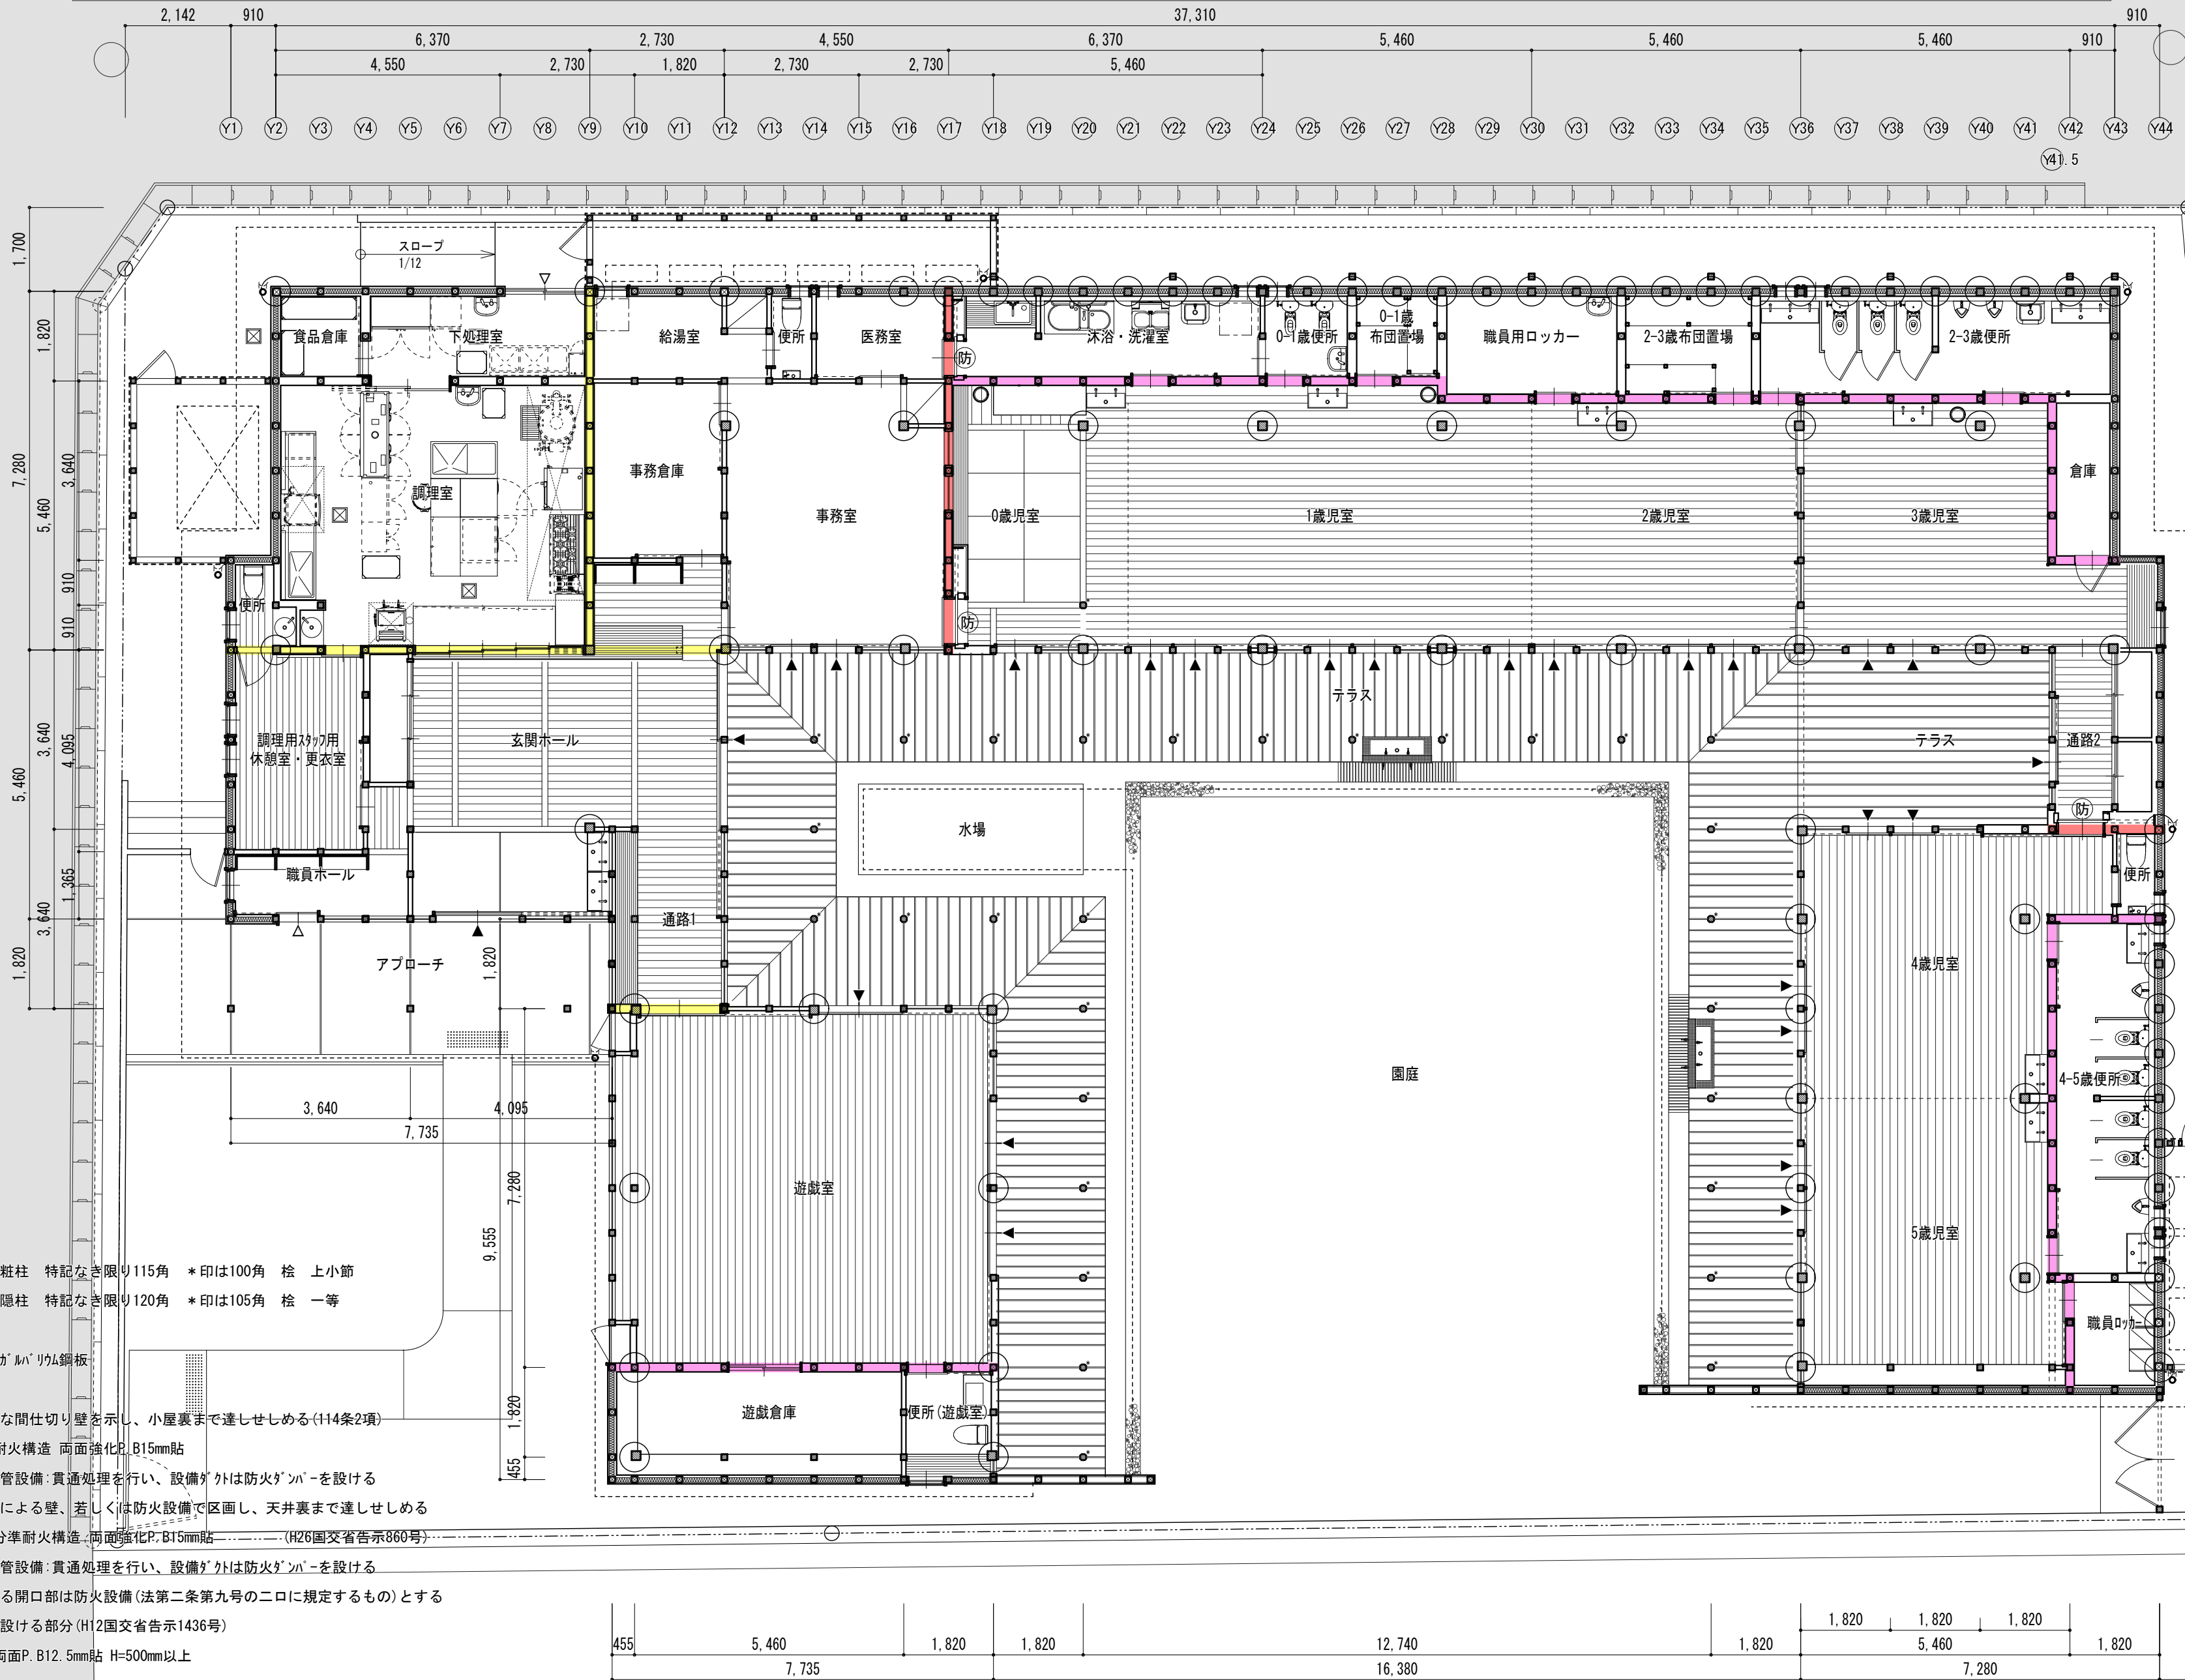 2,142 910 37,310 910
6,370 2,730 4,550 6,370 5,460 5,460 5,460 910
4,550 2,730 1,820 2,730 2,730 5,460
Y1 Y2 Y3 Y4 Y5 Y6 Y7 Y8 Y9 Y10 Y11 Y12 Y13 Y14 Y15 Y16 Y17 Y18 Y19 Y20 Y21 Y22 Y23 Y24 Y25 Y26 Y27 Y28 Y29 Y30 Y31 Y32 Y33 Y34 Y35 Y36 Y37 Y38 Y39 Y40 Y41 Y42 Y43 Y44
Y41.5
1,700
スロープ
1/12
1,820
食品倉庫
下処理室
給湯室
便所
医務室
防
沐浴・洗濯室
0-1歳便所
0-1歳
布団置場
職員用ロッカー
2-3歳布団置場
2-3歳便所
7,280
5,460
3,640
910
910
調理室
事務倉庫
事務室
0歳児室
1歳児室
2歳児室
3歳児室
倉庫
便所
防
テラス
5,460
3,640
4,095
調理用スタッフ用
休憩室・更衣室
玄関ホール
テラス
通路2
水場
防
便所
1,365
3,640
1,820
職員ホール
通路1
アプローチ
1,820
4歳児室
園庭
4-5歳便所
3,640 4,095
7,735
7,280
9,555
遊戯室
5歳児室
粧柱 特記なき限り115角 *印は100角 桧 上小節
隠柱 特記なき限り120角 *印は105角 桧 一等
職員ロッカー
ガルバリウム鋼板
1,820
455
遊戯倉庫
便所(遊戯室)
な間仕切り壁を示し、小屋裏まで達しせしめる(114条2項)
耐火構造 両面強化P.B15mm貼
管設備:貫通処理を行い、設備ダクトは防火ダンパーを設ける
による壁、若しくは防火設備で区画し、天井裏まで達しせしめる
分準耐火構造 両面強化P.B15mm貼 (H26国交省告示860号)
管設備:貫通処理を行い、設備ダクトは防火ダンパーを設ける
る開口部は防火設備(法第二条第九号の二ロに規定するもの)とする
設ける部分(H12国交省告示1436号)
両面P.B12.5mm貼 H=500mm以上
1,820 1,820 1,820
455 5,460 1,820 1,820 12,740 1,820 5,460 1,820
7,735 16,380 7,280